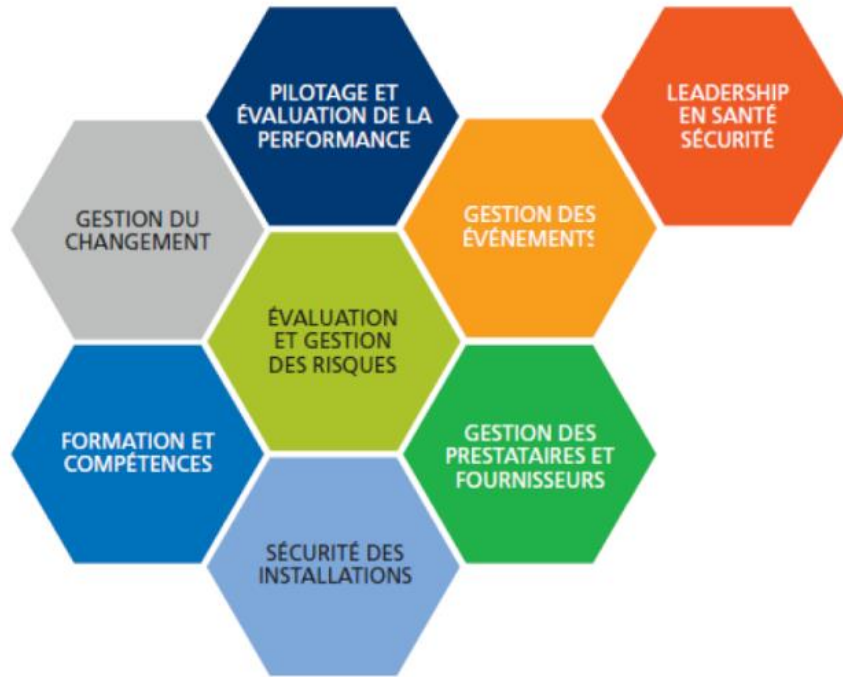 PILOTAGE ET
ÉVALUATION DE LA
PERFORMANCE
LEADERSHIP
EN SANTÉ
SÉCURITÉ
GESTION DU
CHANGEMENT
GESTION DES
ÉVÉNEMENTS
ÉVALUATION
ET GESTION
DES RISQUES
FORMATION ET
COMPÉTENCES
GESTION DES
PRESTATAIRES ET
FOURNISSEURS
SÉCURITÉ DES
INSTALLATIONS